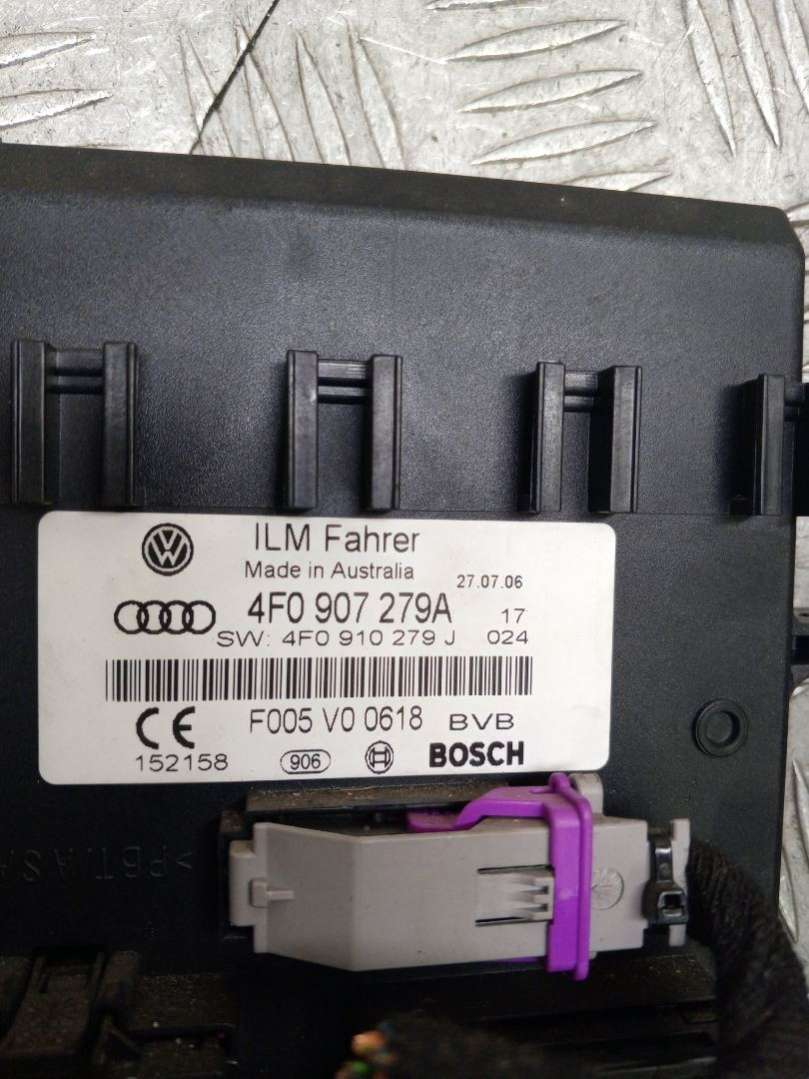 ILM Fahrer
Made in Australia 27.07.06
4F0 907 279A 17
SW: 4F0 910 279 J 024
CE F005 V0 0618 BVB
152158 906 BOSCH